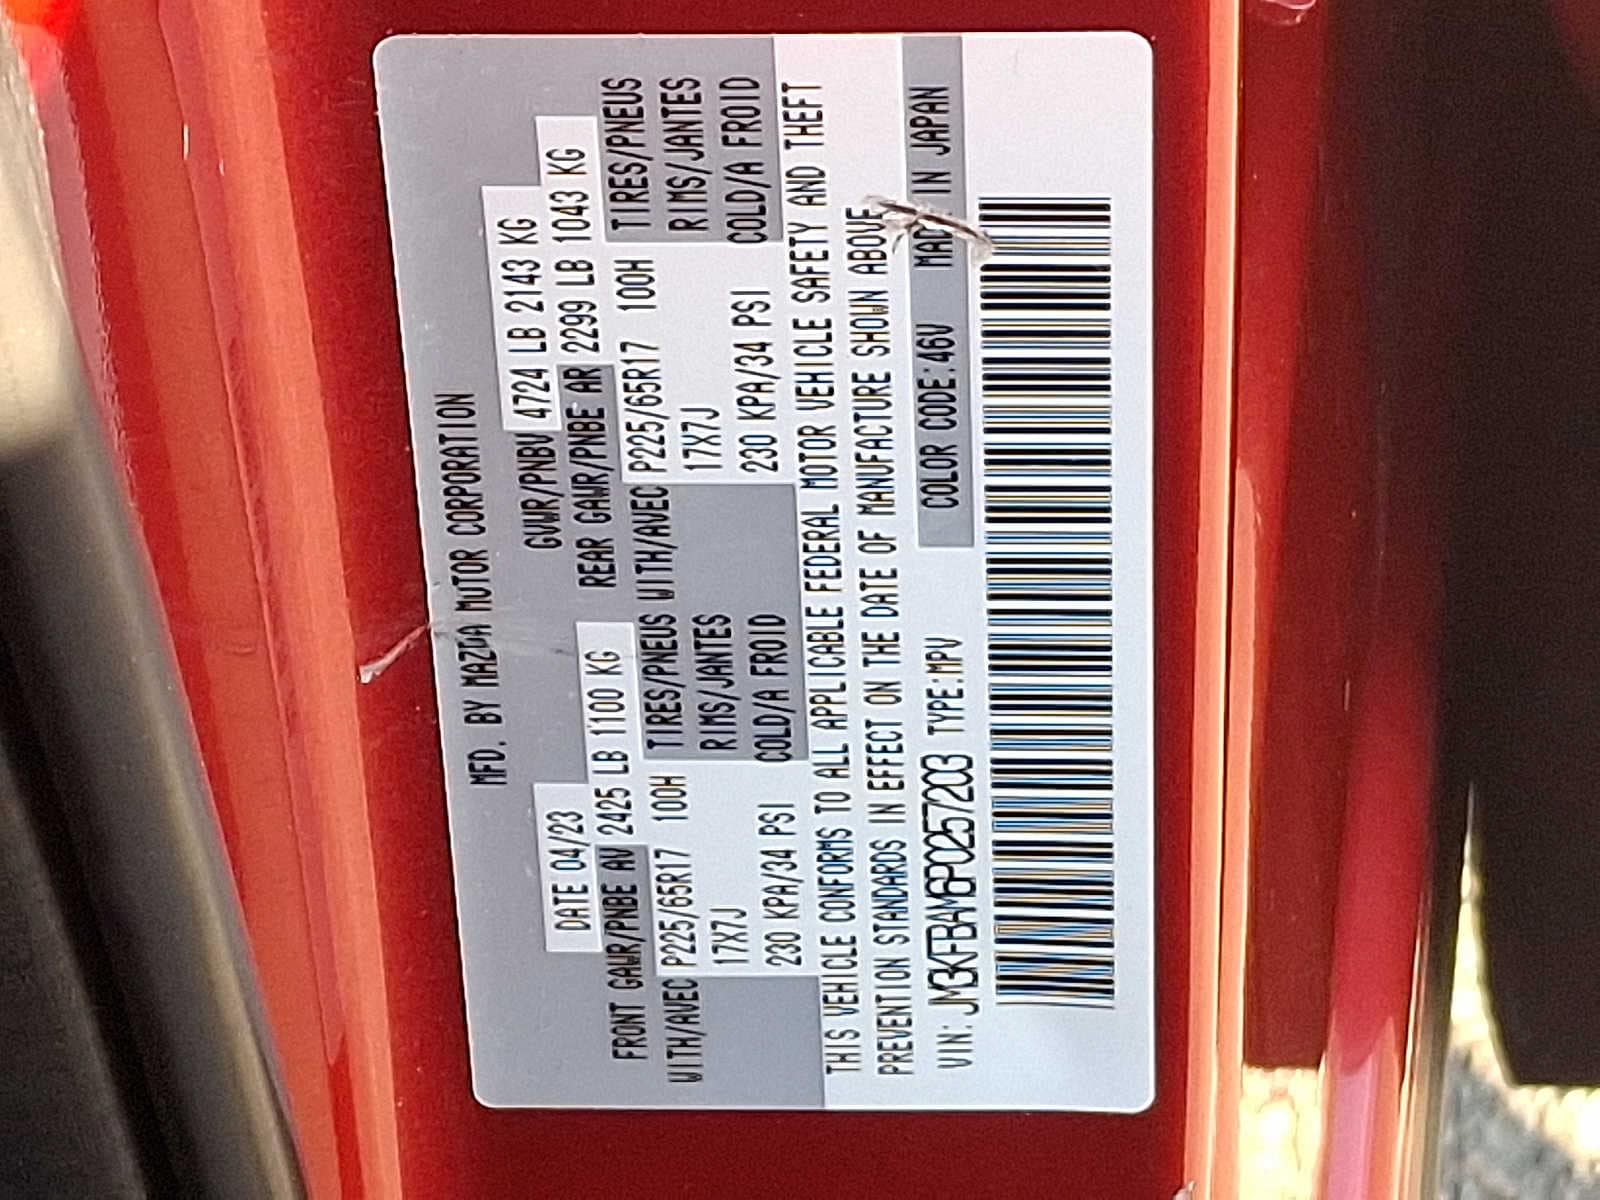 MFD. BY MAZDA MOTOR CORPORATION
DATE 04/23 GVWR/PNBV 4724 LB 2143 KG
FRONT GAWR/PNBE AV 2425 LB 1100 KG REAR GAWR/PNBE AR 2299 LB 1043 KG
WITH/AVEC P225/65R17 100H TIRES/PNEUS WITH/AVEC P225/65R17 100H TIRES/PNEUS
17X7J RIMS/JANTES 17X7J RIMS/JANTES
230 KPA/34 PSI COLD/A FROID 230 KPA/34 PSI COLD/A FROID
THIS VEHICLE CONFORMS TO ALL APPLICABLE FEDERAL MOTOR VEHICLE SAFETY AND THEFT
PREVENTION STANDARDS IN EFFECT ON THE DATE OF MANUFACTURE SHOWN ABOVE
VIN: JM3KFBAM6P0257203 TYPE:MPV COLOR CODE:46V MADE IN JAPAN